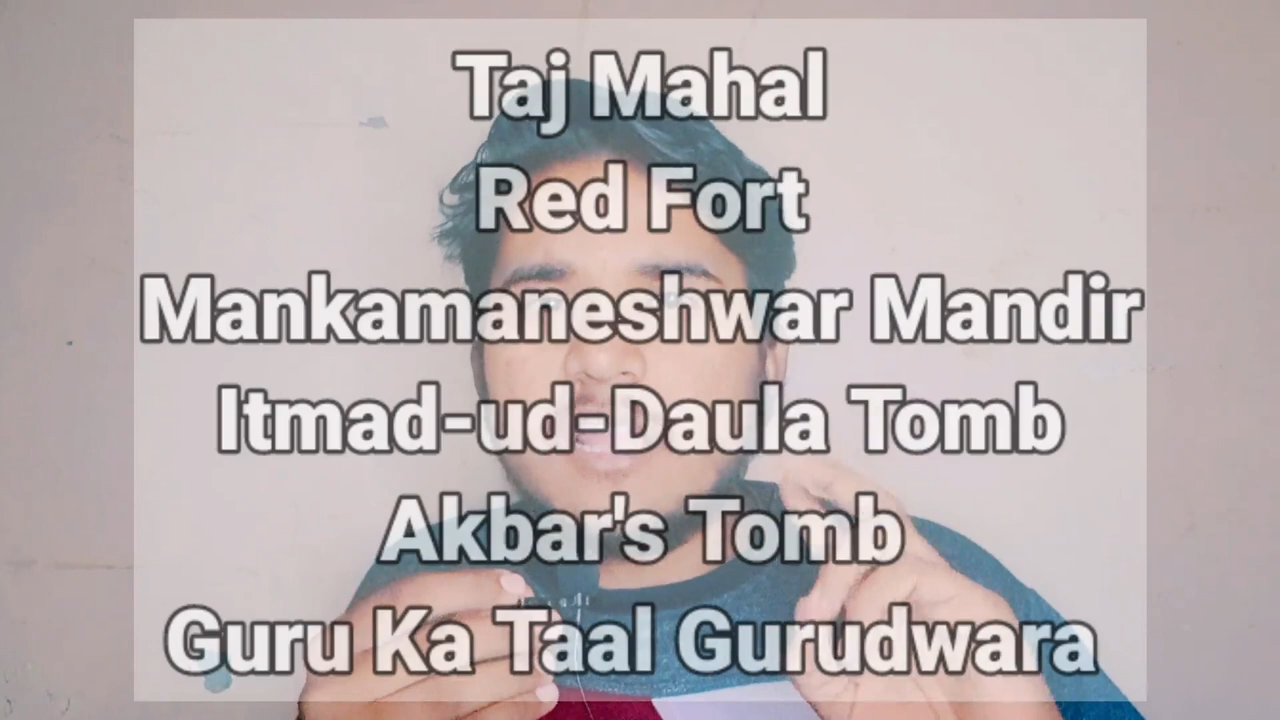 Taj Mahal
Red Fort
Mankamaneshwar Mandir
Itmad-ud-Daula Tomb
Akbar's Tomb
Guru Ka Taal Gurudwara